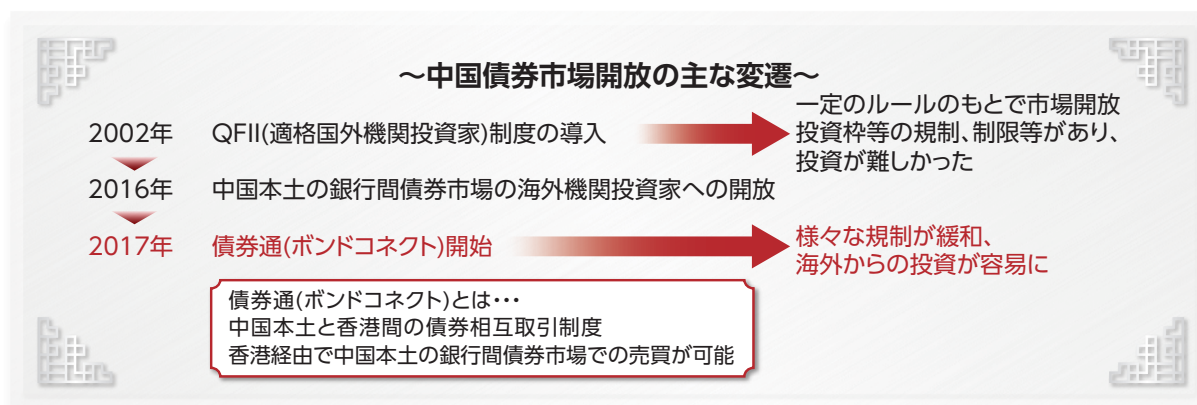 ～中国債券市場開放の主な変遷～
2002年 QFII(適格国外機関投資家)制度の導入
一定のルールのもとで市場開放
投資枠等の規制、制限等があり、
投資が難しかった
2016年 中国本土の銀行間債券市場の海外機関投資家への開放
2017年 債券通(ボンドコネクト)開始
様々な規制が緩和、
海外からの投資が容易に
債券通(ボンドコネクト)とは･･･
中国本土と香港間の債券相互取引制度
香港経由で中国本土の銀行間債券市場での売買が可能